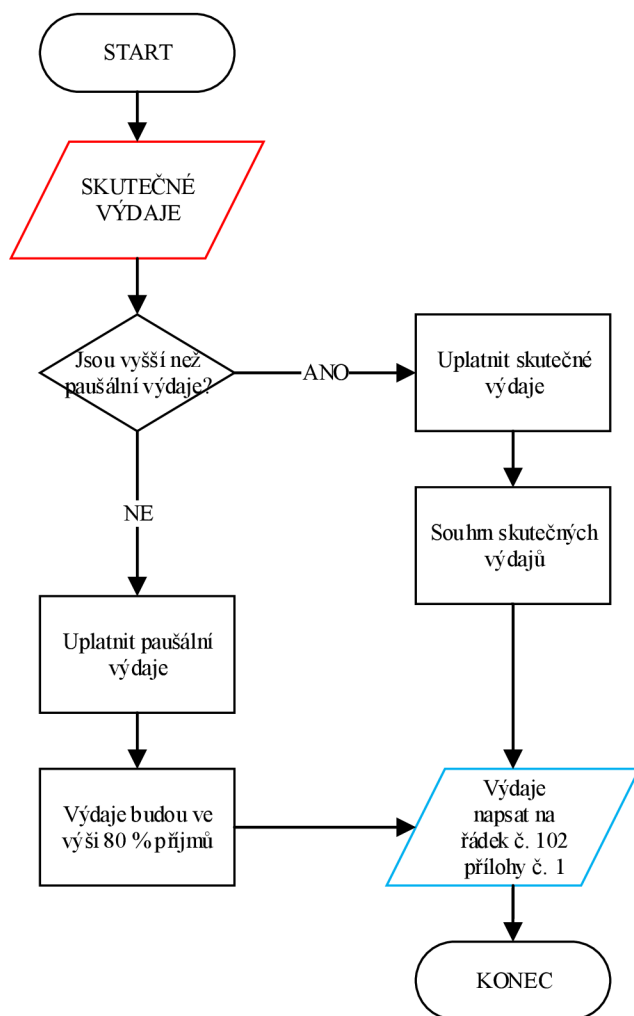 START
SKUTEČNÉ
VÝDAJE
Jsou vyšší než
paušální výdaje?
ANO
Uplatnit skutečné
výdaje
Souhrn skutečných
výdajů
NE
Uplatnit paušální
výdaje
Výdaje budou ve
výši 80 % příjmů
Výdaje
napsat na
řádek č. 102
přílohy č. 1
KONEC